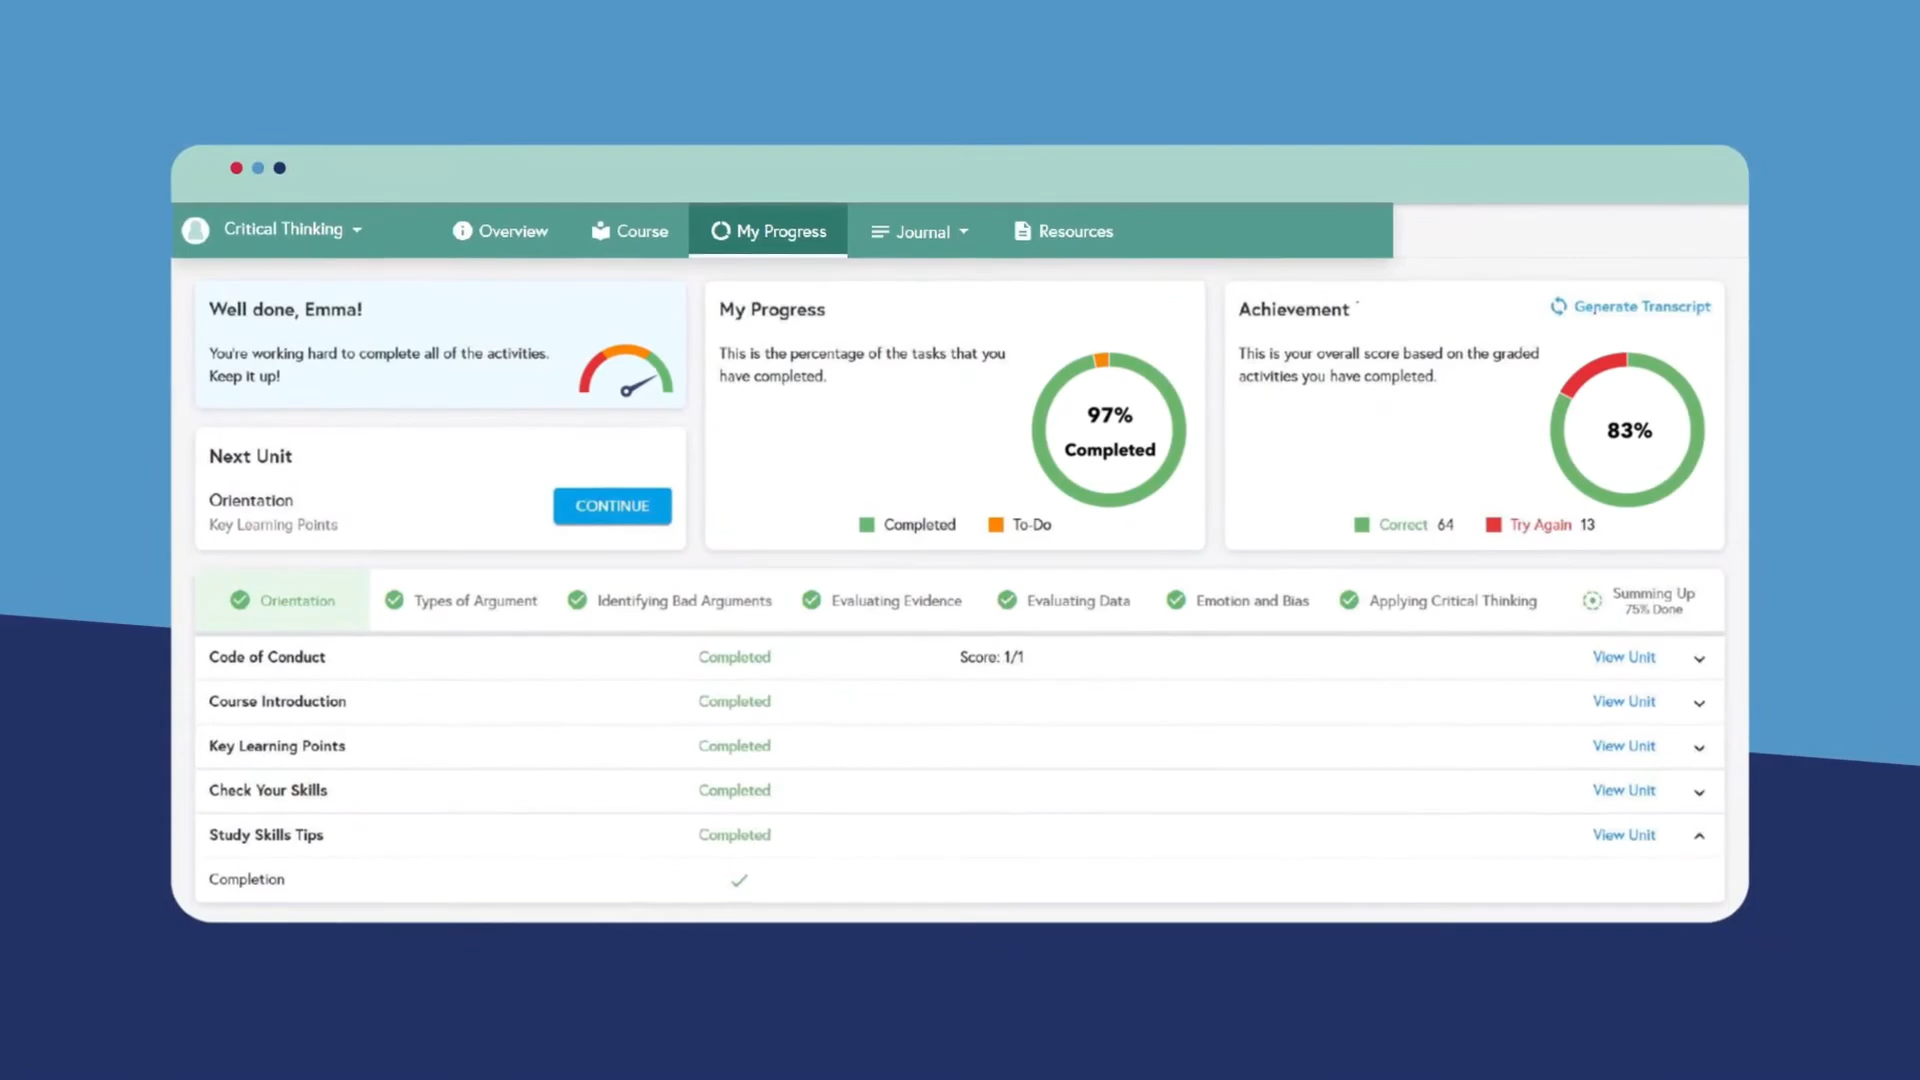 Critical Thinking
Overview
Course
My Progress
Journal
Resources
Well done, Emma!
You're working hard to complete all of the activities.
Keep it up!
Next Unit
Orientation
Key Learning Points
CONTINUE
My Progress
This is the percentage of the tasks that you
have completed.
97%
Completed
Completed
To-Do
Achievement
Generate Transcript
This is your overall score based on the graded
activities you have completed.
83%
Correct 64
Try Again 13
Orientation
Types of Argument
Identifying Bad Arguments
Evaluating Evidence
Evaluating Data
Emotion and Bias
Applying Critical Thinking
Summing Up
75% Done
Code of Conduct Completed Score: 1/1 View Unit
Course Introduction Completed View Unit
Key Learning Points Completed View Unit
Check Your Skills Completed View Unit
Study Skills Tips Completed View Unit
Completion